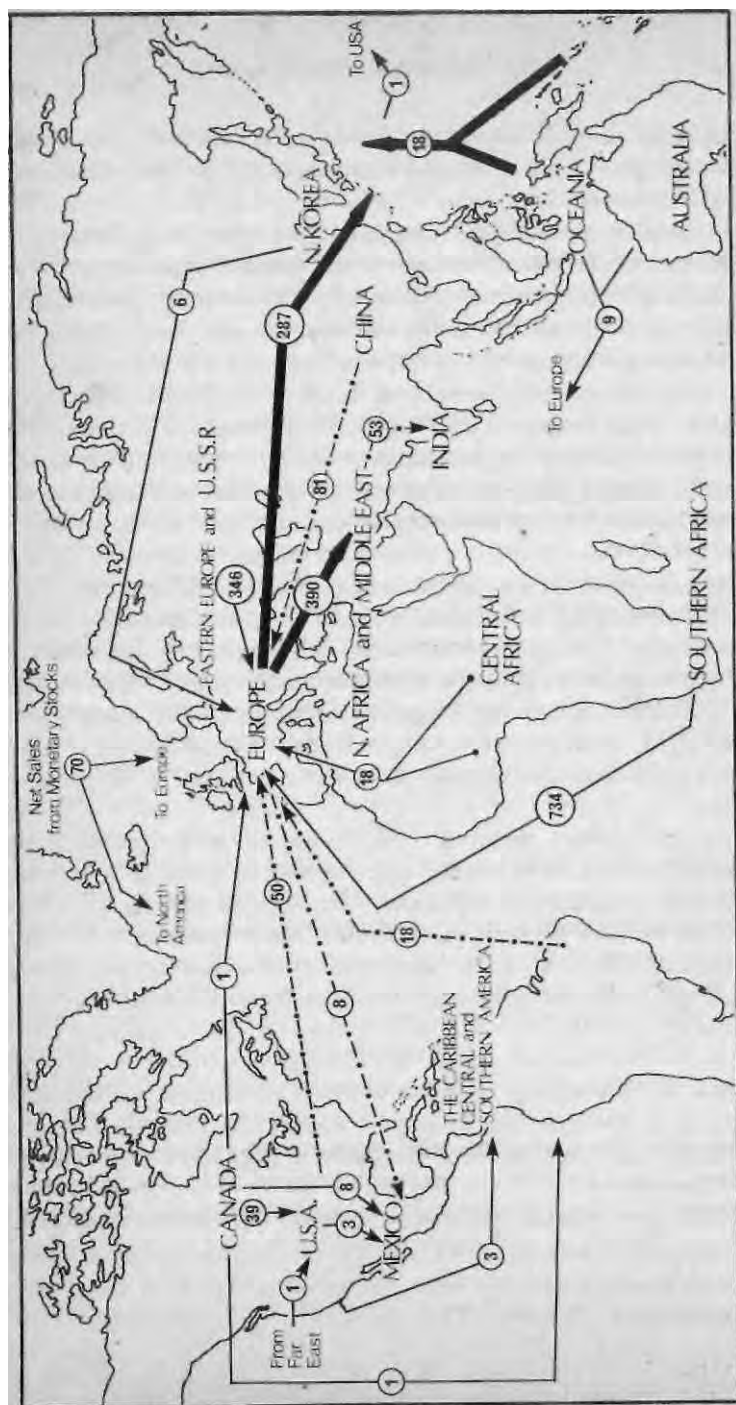 Net Sales
from Monetary Stocks
70
To North
America
To Europe
CANADA
1
39
From
Far
East
1
U.S.A.
3
8
MEXICO
50
8
1
3
THE CARIBBEAN
CENTRAL and
SOUTHERN AMERICA
18
EUROPE
EASTERN EUROPE and U.S.S.R.
346
6
287
N. KOREA
390
81
CHINA
N. AFRICA and MIDDLE EAST
53
INDIA
18
CENTRAL
AFRICA
734
SOUTHERN AFRICA
To USA
1
18
OCEANIA
AUSTRALIA
9
To Europe